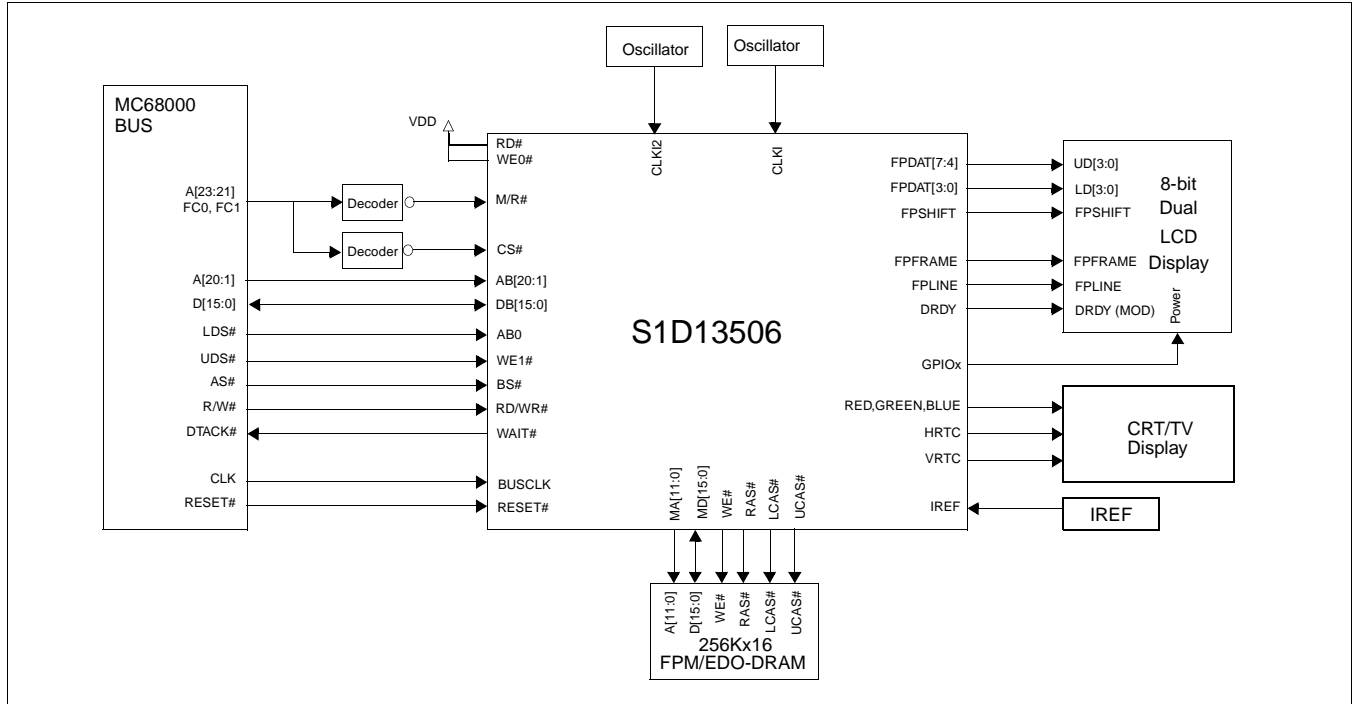 Oscillator
Oscillator
MC68000
BUS
VDD
RD#
WE0#
CLKI2
CLKI
A[23:21]
FC0, FC1
Decoder
M/R#
Decoder
CS#
A[20:1]
AB[20:1]
D[15:0]
DB[15:0]
LDS#
AB0
UDS#
WE1#
AS#
BS#
R/W#
RD/WR#
DTACK#
WAIT#
CLK
BUSCLK
RESET#
RESET#
S1D13506
FPDAT[7:4]
UD[3:0]
FPDAT[3:0]
LD[3:0]
FPSHIFT
FPSHIFT
FPFRAME
FPFRAME
FPLINE
FPLINE
DRDY
DRDY (MOD)
8-bit
Dual
LCD
Display
Power
GPIOx
RED,GREEN,BLUE
HRTC
VRTC
CRT/TV
Display
IREF
IREF
MA[11:0]
MD[15:0]
WE#
RAS#
LCAS#
UCAS#
A[11:0]
D[15:0]
WE#
RAS#
LCAS#
UCAS#
256Kx16
FPM/EDO-DRAM